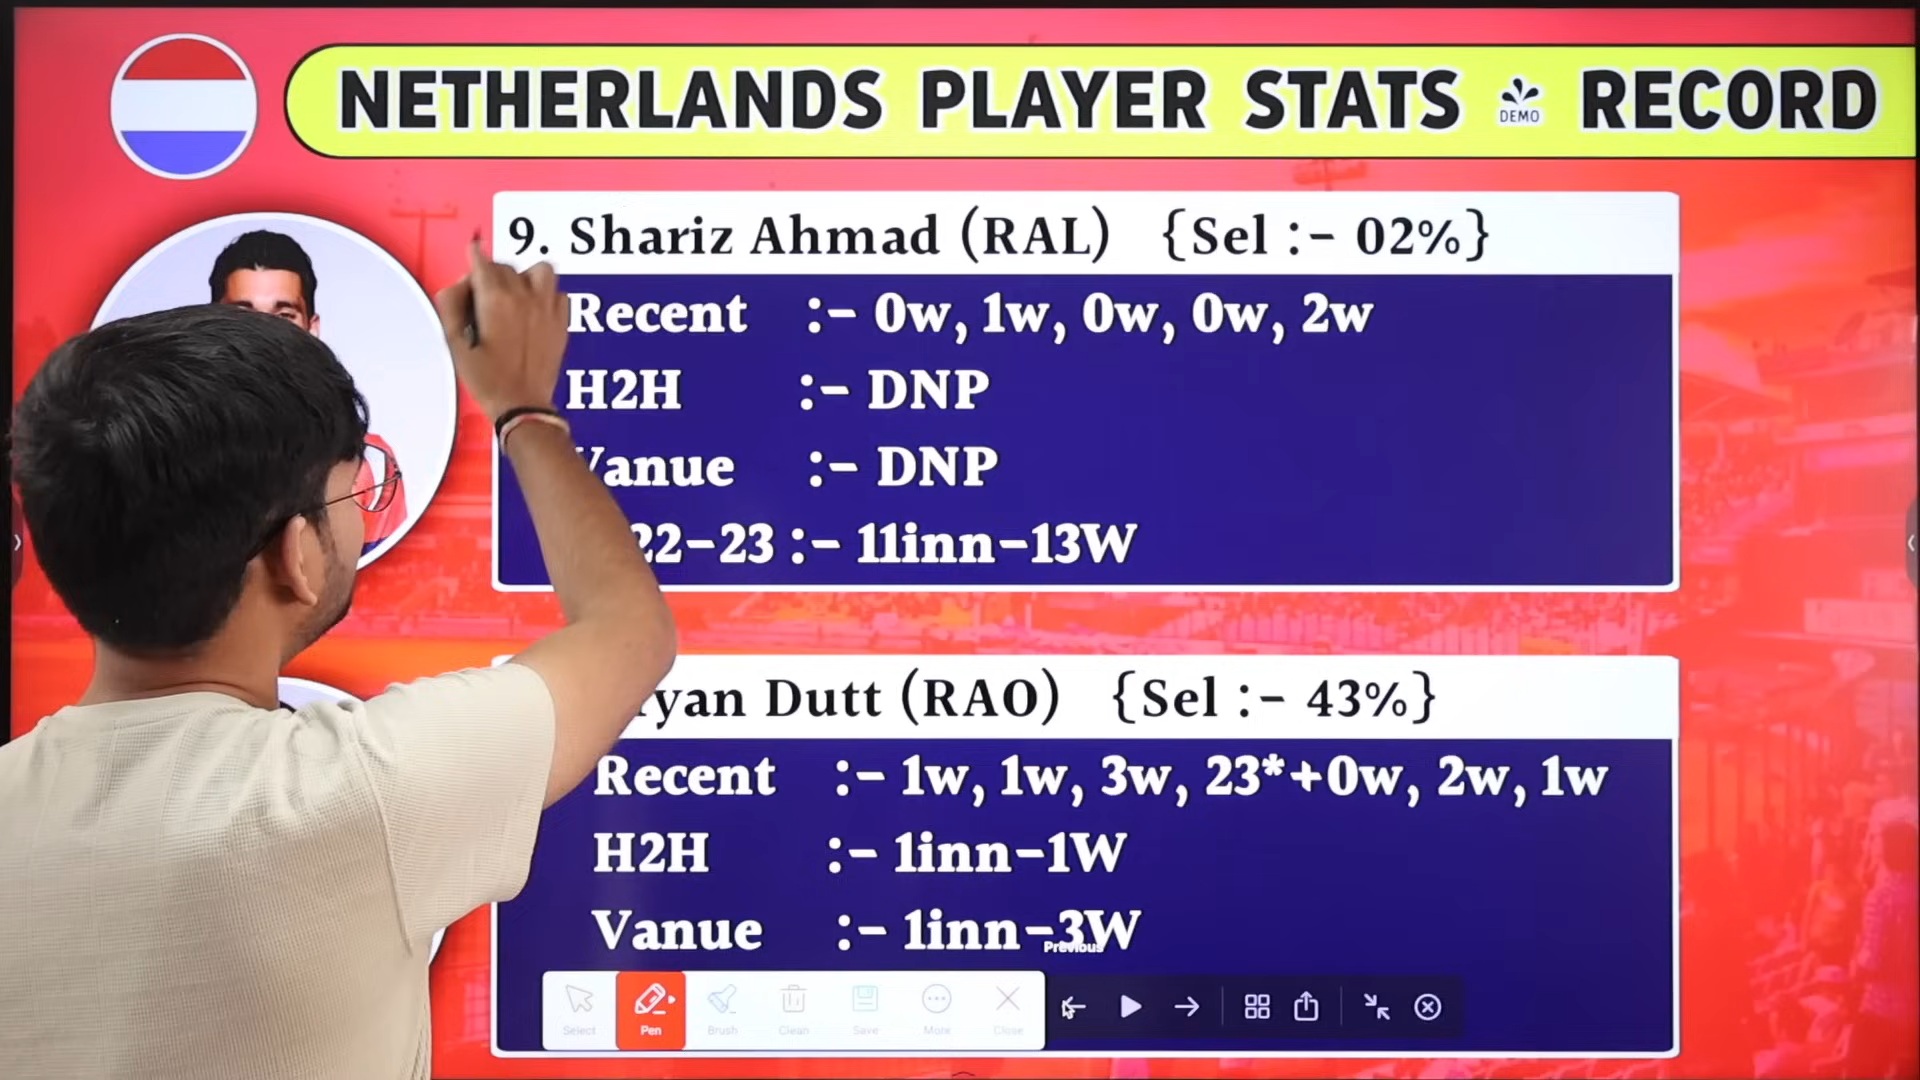 NETHERLANDS PLAYER STATS DEMO RECORD
9. Shariz Ahmad (RAL) {Sel :- 02%}
Recent :- 0w, 1w, 0w, 0w, 2w
H2H :- DNP
Vanue :- DNP
22-23 :- 11inn-13W
yan Dutt (RAO) {Sel :- 43%}
Recent :- 1w, 1w, 3w, 23*+0w, 2w, 1w
H2H :- 1inn-1W
Vanue :- 1inn-3W
Previous
Select Pen Brush Clean Save More Close